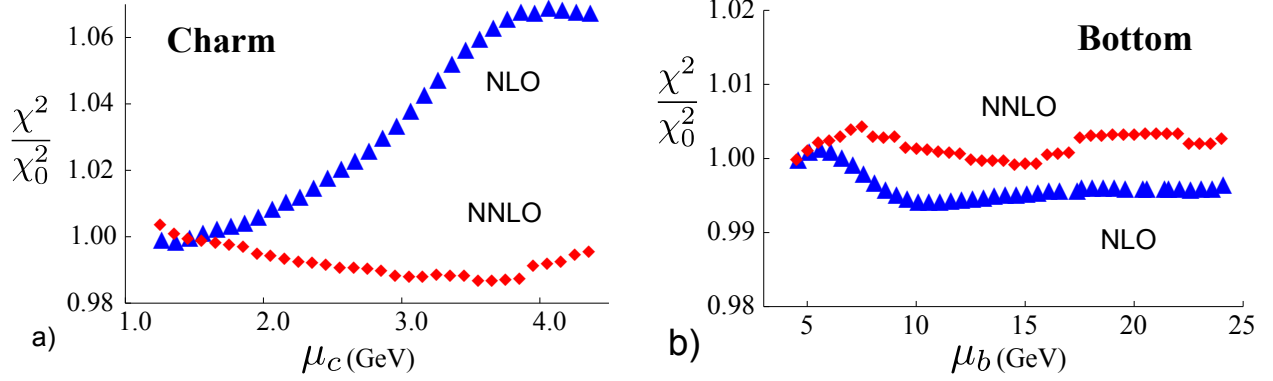 Charm
NLO
NNLO
χ²/χ₀²
1.06
1.04
1.02
1.00
0.98
1.0 2.0 3.0 4.0
μ_c (GeV)
a)
Bottom
NNLO
NLO
χ²/χ₀²
1.02
1.01
1.00
0.99
0.98
5 10 15 20 25
μ_b (GeV)
b)